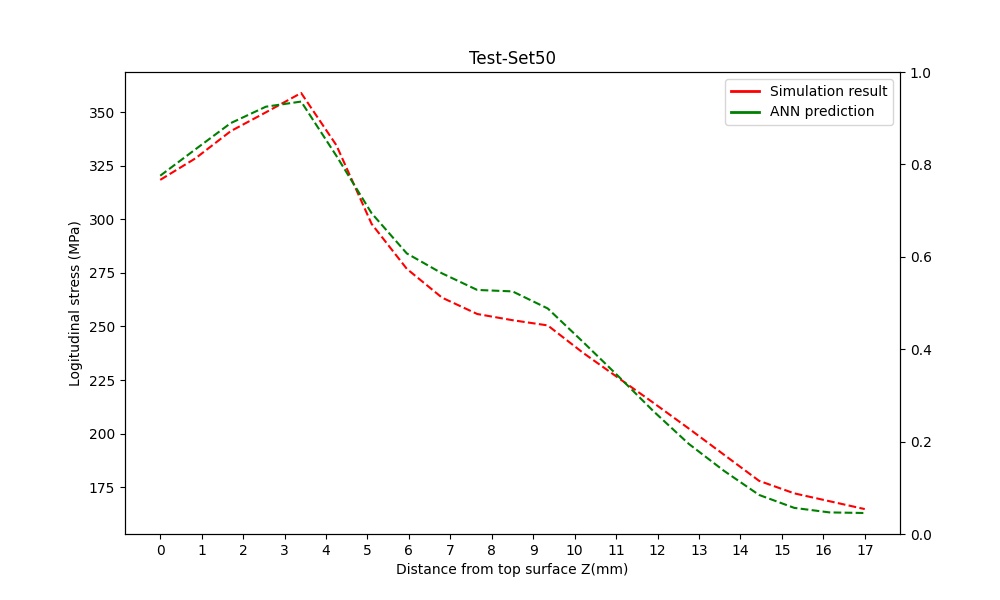 Test-Set50
Simulation result
ANN prediction
350
325
300
275
250
225
200
175
Logitudinal stress (MPa)
1.0
0.8
0.6
0.4
0.2
0.0
0 1 2 3 4 5 6 7 8 9 10 11 12 13 14 15 16 17
Distance from top surface Z(mm)